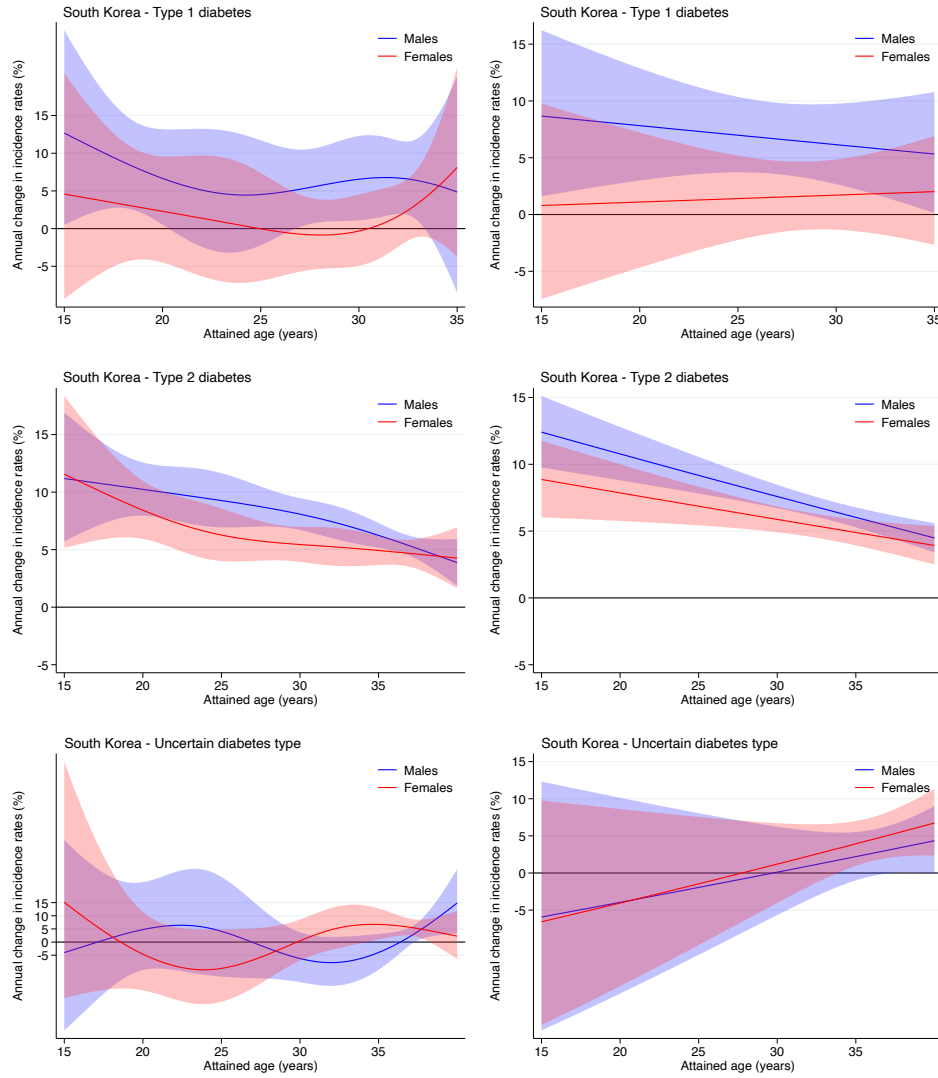 South Korea - Type 1 diabetes
Males
Females
Annual change in incidence rates (%)
15
10
5
0
-5
15
20
25
30
35
Attained age (years)
South Korea - Type 1 diabetes
Males
Females
Annual change in incidence rates (%)
15
10
5
0
-5
15
20
25
30
35
Attained age (years)
South Korea - Type 2 diabetes
Males
Females
Annual change in incidence rates (%)
15
10
5
0
-5
15
20
25
30
35
Attained age (years)
South Korea - Type 2 diabetes
Males
Females
Annual change in incidence rates (%)
15
10
5
0
-5
15
20
25
30
35
Attained age (years)
South Korea - Uncertain diabetes type
Males
Females
Annual change in incidence rates (%)
15
10
5
0
-5
15
20
25
30
35
Attained age (years)
South Korea - Uncertain diabetes type
Males
Females
Annual change in incidence rates (%)
15
10
5
0
-5
15
20
25
30
35
Attained age (years)